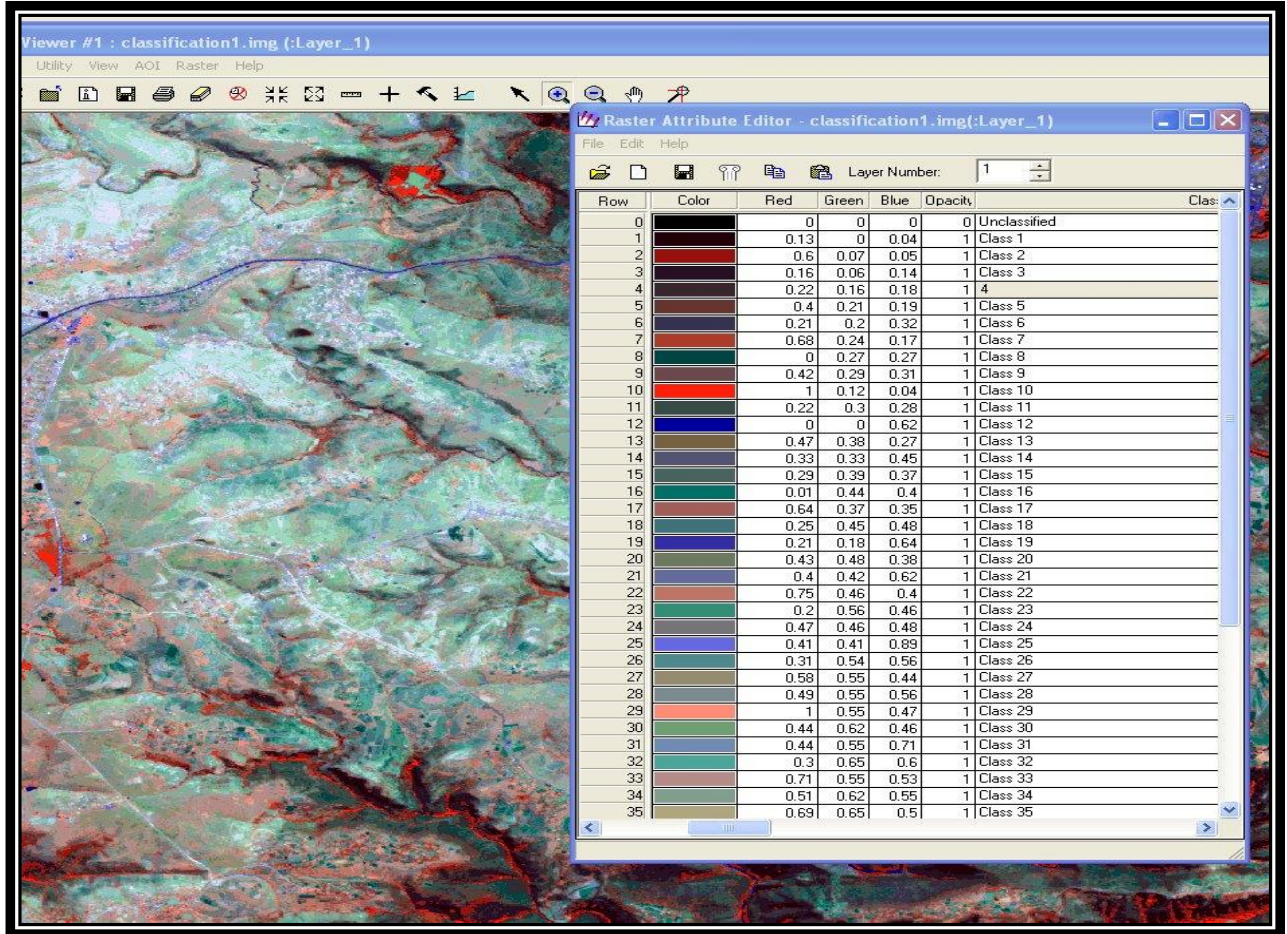 Viewer #1 : classification1.img (:Layer_1)
Utility View AOI Raster Help
Raster Attribute Editor - classification1.img(:Layer_1)
File Edit Help
Layer Number: 1
Row Color Red Green Blue Opacity Clas
0 0 0 0 0 Unclassified
1 0.13 0 0.04 1 Class 1
2 0.6 0.07 0.05 1 Class 2
3 0.16 0.06 0.14 1 Class 3
4 0.22 0.16 0.18 1 4
5 0.4 0.21 0.19 1 Class 5
6 0.21 0.2 0.32 1 Class 6
7 0.68 0.24 0.17 1 Class 7
8 0 0.27 0.27 1 Class 8
9 0.42 0.29 0.31 1 Class 9
10 1 0.12 0.04 1 Class 10
11 0.22 0.3 0.28 1 Class 11
12 0 0 0.62 1 Class 12
13 0.47 0.38 0.27 1 Class 13
14 0.33 0.33 0.45 1 Class 14
15 0.29 0.39 0.37 1 Class 15
16 0.01 0.44 0.4 1 Class 16
17 0.64 0.37 0.35 1 Class 17
18 0.25 0.45 0.48 1 Class 18
19 0.21 0.18 0.64 1 Class 19
20 0.43 0.48 0.38 1 Class 20
21 0.4 0.42 0.62 1 Class 21
22 0.75 0.46 0.4 1 Class 22
23 0.2 0.56 0.46 1 Class 23
24 0.47 0.46 0.48 1 Class 24
25 0.41 0.41 0.89 1 Class 25
26 0.31 0.54 0.56 1 Class 26
27 0.58 0.55 0.44 1 Class 27
28 0.49 0.55 0.56 1 Class 28
29 1 0.55 0.47 1 Class 29
30 0.44 0.62 0.46 1 Class 30
31 0.44 0.55 0.71 1 Class 31
32 0.3 0.65 0.6 1 Class 32
33 0.71 0.55 0.53 1 Class 33
34 0.51 0.62 0.55 1 Class 34
35 0.69 0.65 0.5 1 Class 35